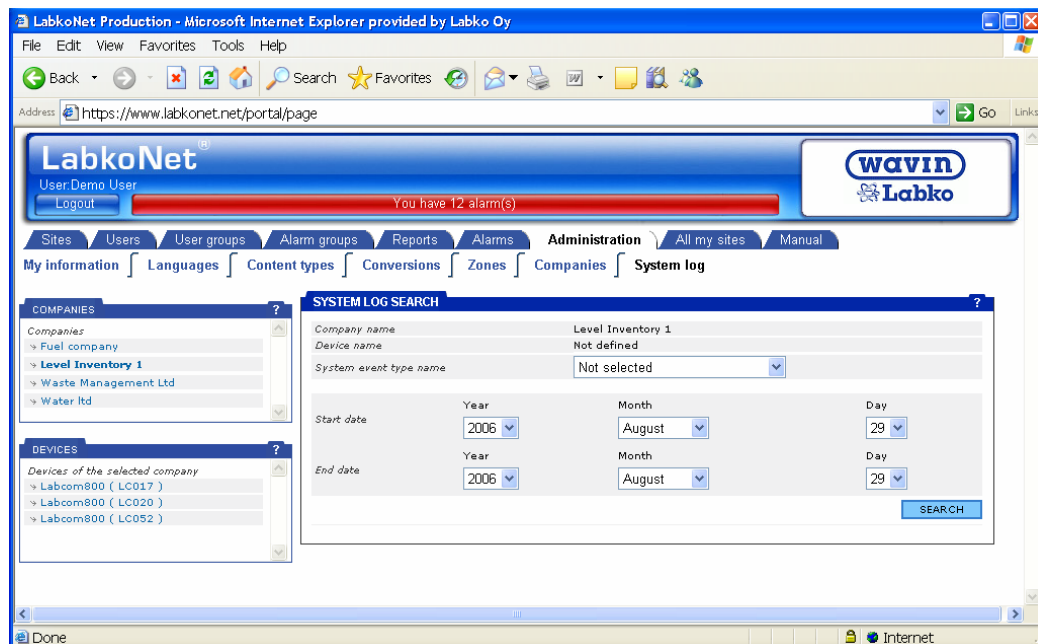 LabkoNet Production - Microsoft Internet Explorer provided by Labko Oy
File Edit View Favorites Tools Help
Back Search Favorites
Address https://www.labkonet.net/portal/page Go Links
LabkoNet®
User:Demo User
Logout You have 12 alarm(s)
wavin
Labko
Sites Users User groups Alarm groups Reports Alarms Administration All my sites Manual
My information Languages Content types Conversions Zones Companies System log
COMPANIES ?
Companies
Fuel company
Level Inventory 1
Waste Management Ltd
Water ltd
DEVICES ?
Devices of the selected company
Labcom800 ( LC017 )
Labcom800 ( LC020 )
Labcom800 ( LC052 )
SYSTEM LOG SEARCH ?
Company name Level Inventory 1
Device name Not defined
System event type name Not selected
Year Month Day
Start date 2006 August 29
Year Month Day
End date 2006 August 29
SEARCH
Done Internet